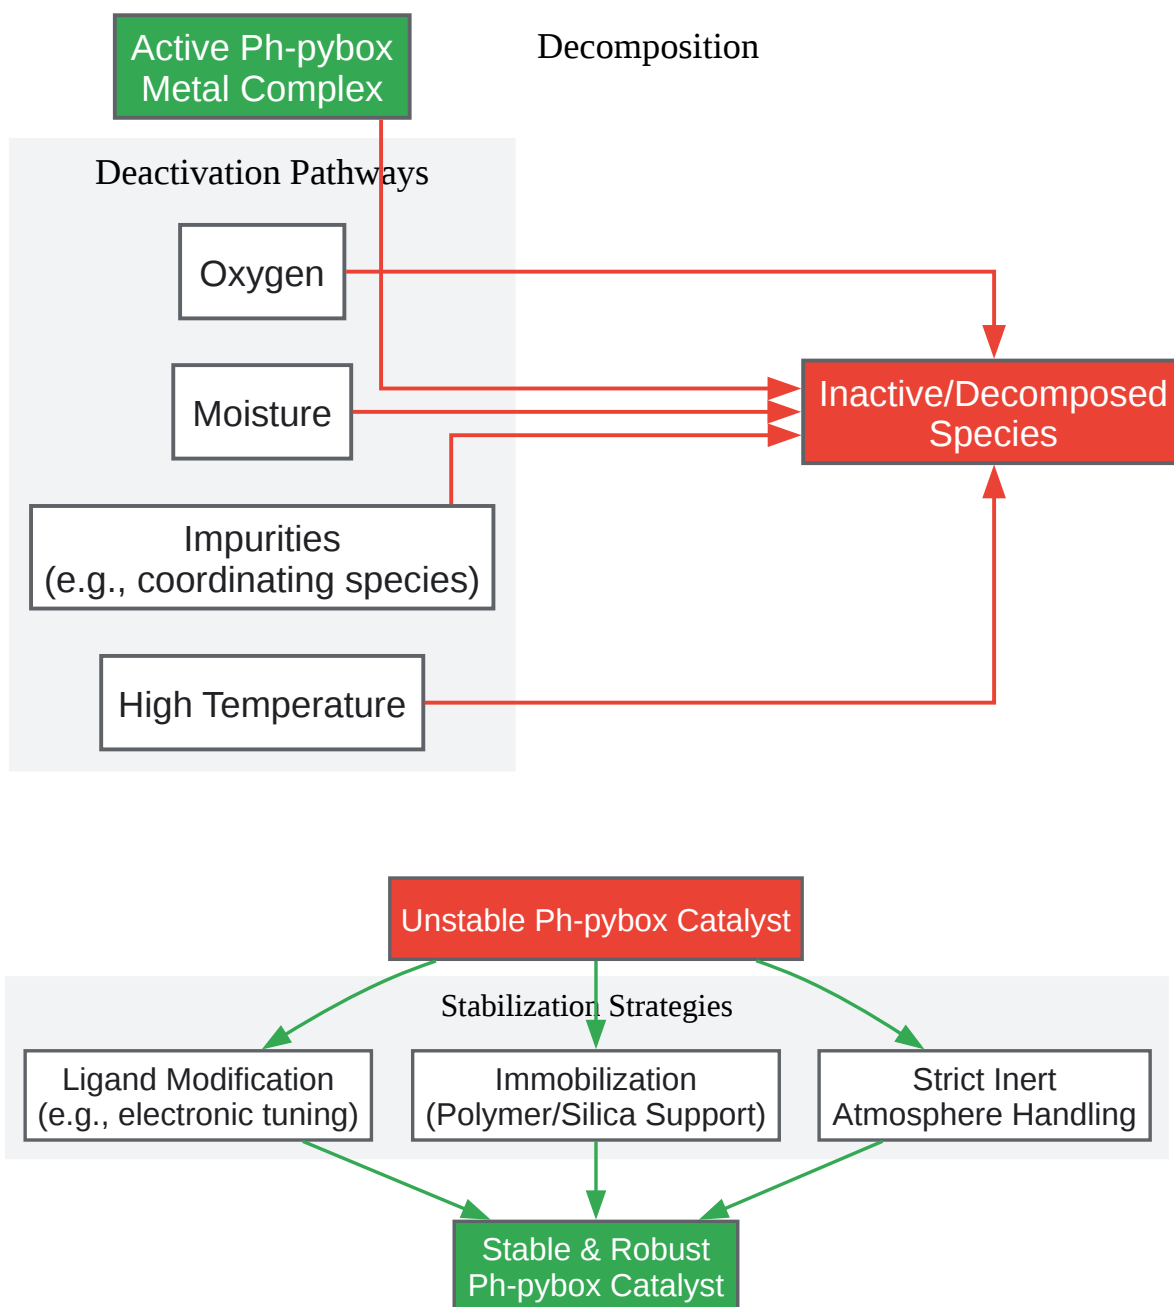 Active Ph-pybox
Metal Complex
Decomposition
Deactivation Pathways
Oxygen
Moisture
Inactive/Decomposed
Species
Impurities
(e.g., coordinating species)
High Temperature
Unstable Ph-pybox Catalyst
Stabilization Strategies
Ligand Modification
(e.g., electronic tuning)
Immobilization
(Polymer/Silica Support)
Strict Inert
Atmosphere Handling
Stable & Robust
Ph-pybox Catalyst